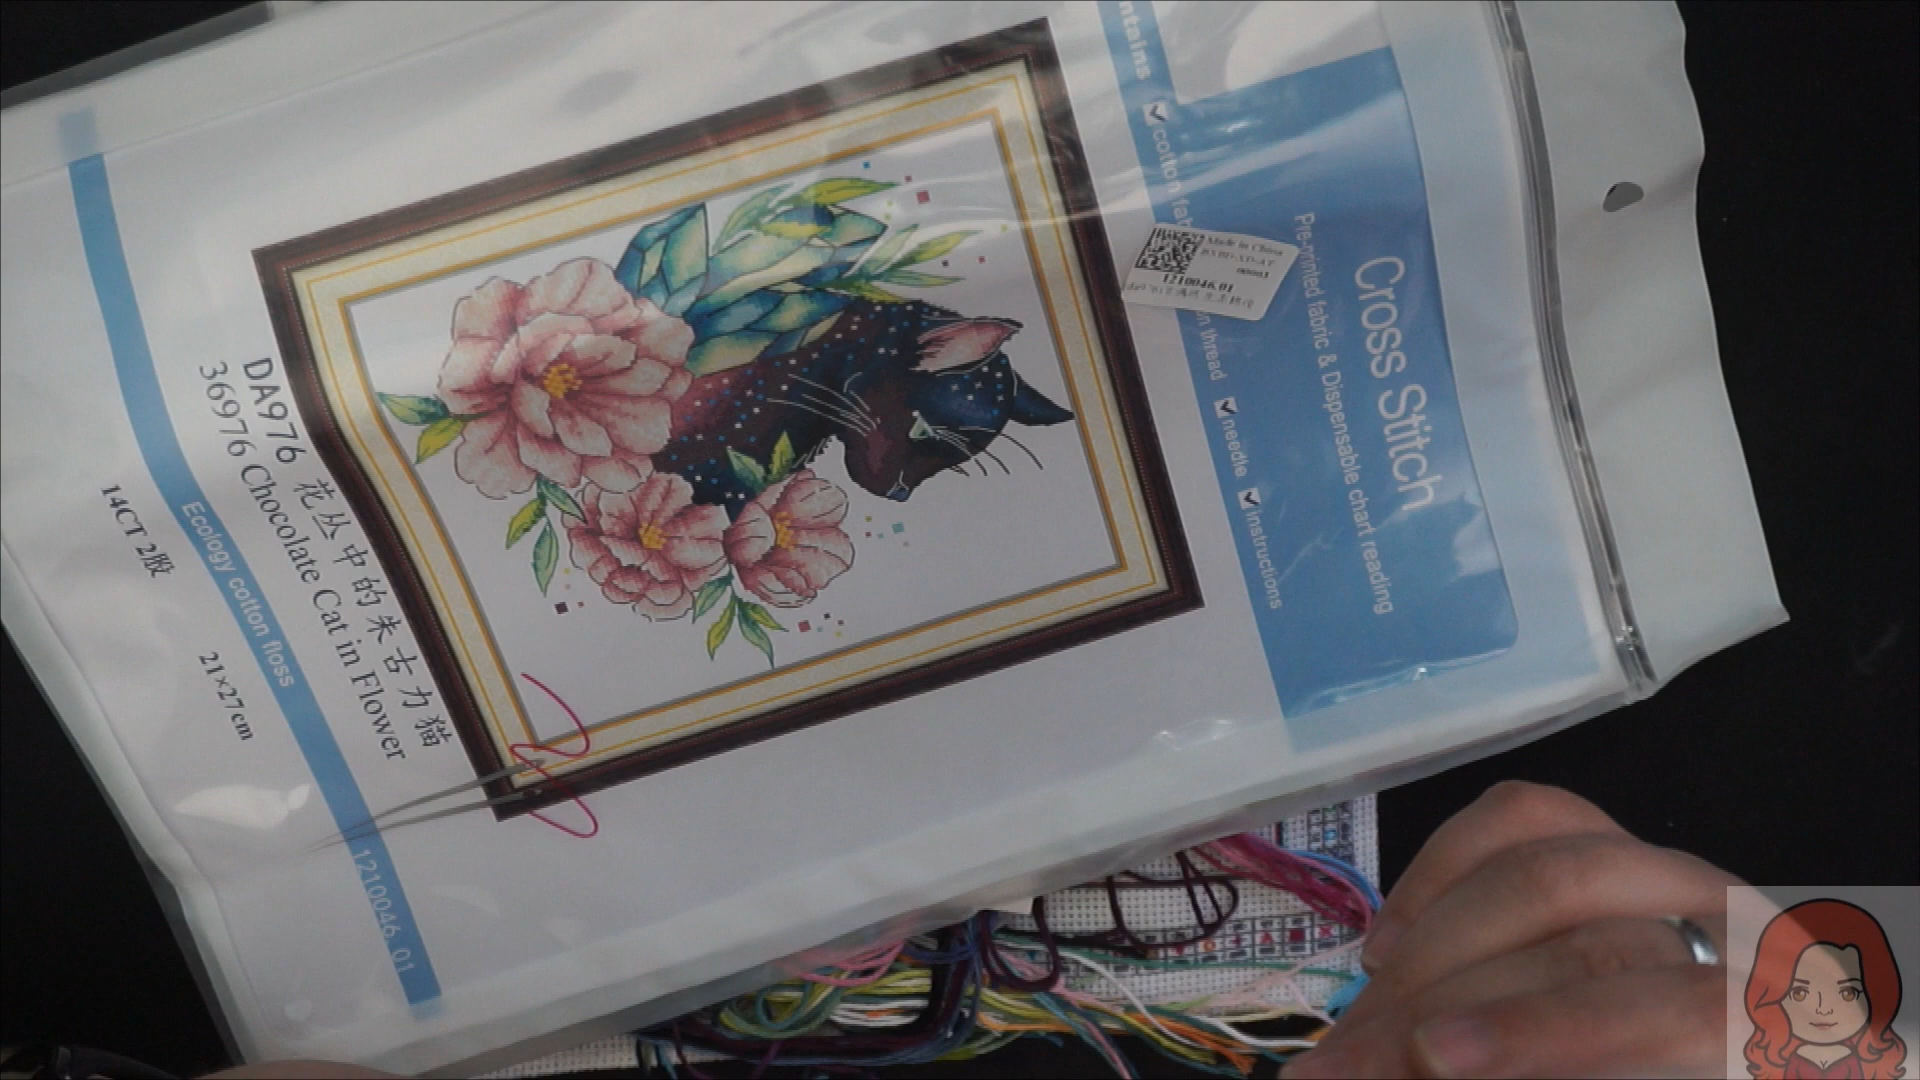 Cross Stitch
Pre-printed fabric & Dispensable chart reading
ntains ☑ cotton fab on thread ☑ needle ☑ instructions
Made in China
1210046.01
DA976 花丛中的朱古力猫
36976 Chocolate Cat in Flower
Ecology cotton floss 1210046.01
14CT 2股 21×27cm